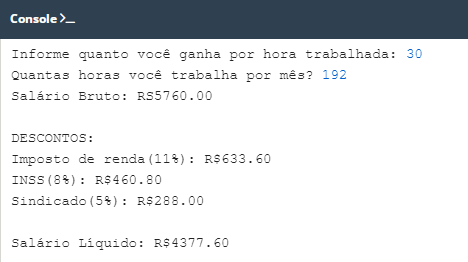 Console>_
Informe quanto você ganha por hora trabalhada: 30
Quantas horas você trabalha por mês? 192
Salário Bruto: RS5760.00
DESCONTOS:
Imposto de renda(11%): R$633.60
INSS(8%): R$460.80
Sindicado(5%): R$288.00
Salário Líquido: R$4377.60